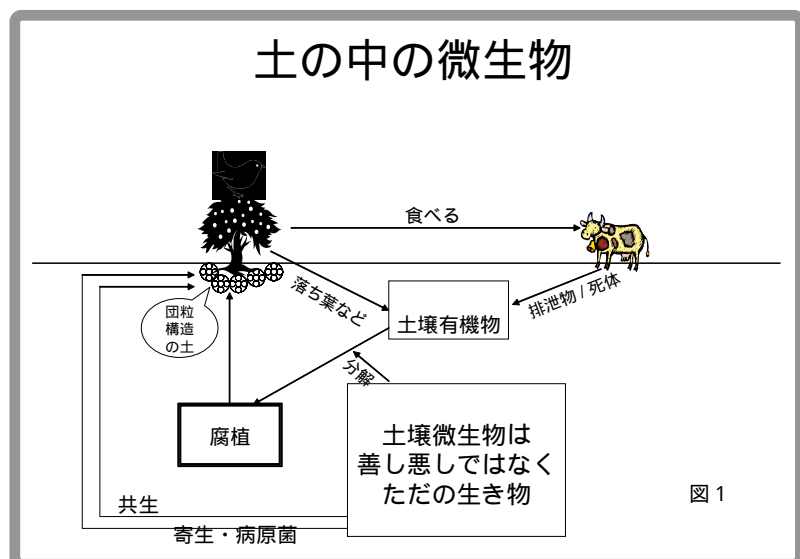 土の中の微生物
食べる
落ち葉など
排泄物 / 死体
団粒
構造
の土
土壌有機物
分解
腐植
土壌微生物は
善し悪しではなく
ただの生き物
図 1
共生
寄生・病原菌